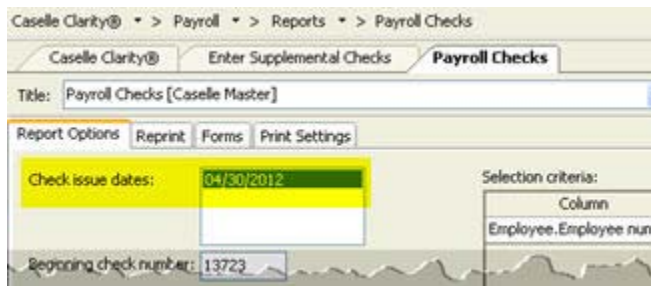 Caselle Clarity® > Payroll > Reports > Payroll Checks
Caselle Clarity® Enter Supplemental Checks Payroll Checks
Title: Payroll Checks [Caselle Master]
Report Options Reprint Forms Print Settings
Check issue dates: 04/30/2012 Selection criteria:
Column
Employee.Employee num
Beginning check number: 13723